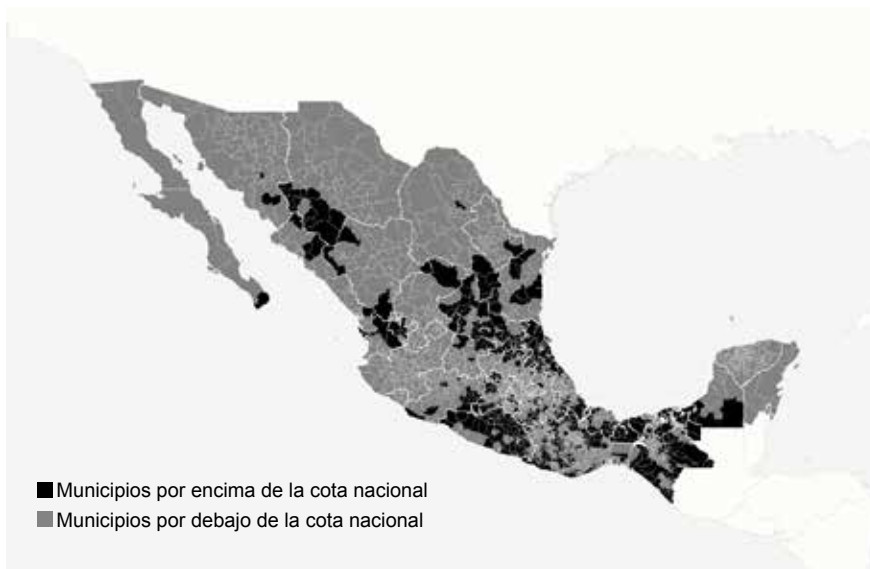 Municipios por encima de la cota nacional
Municipios por debajo de la cota nacional